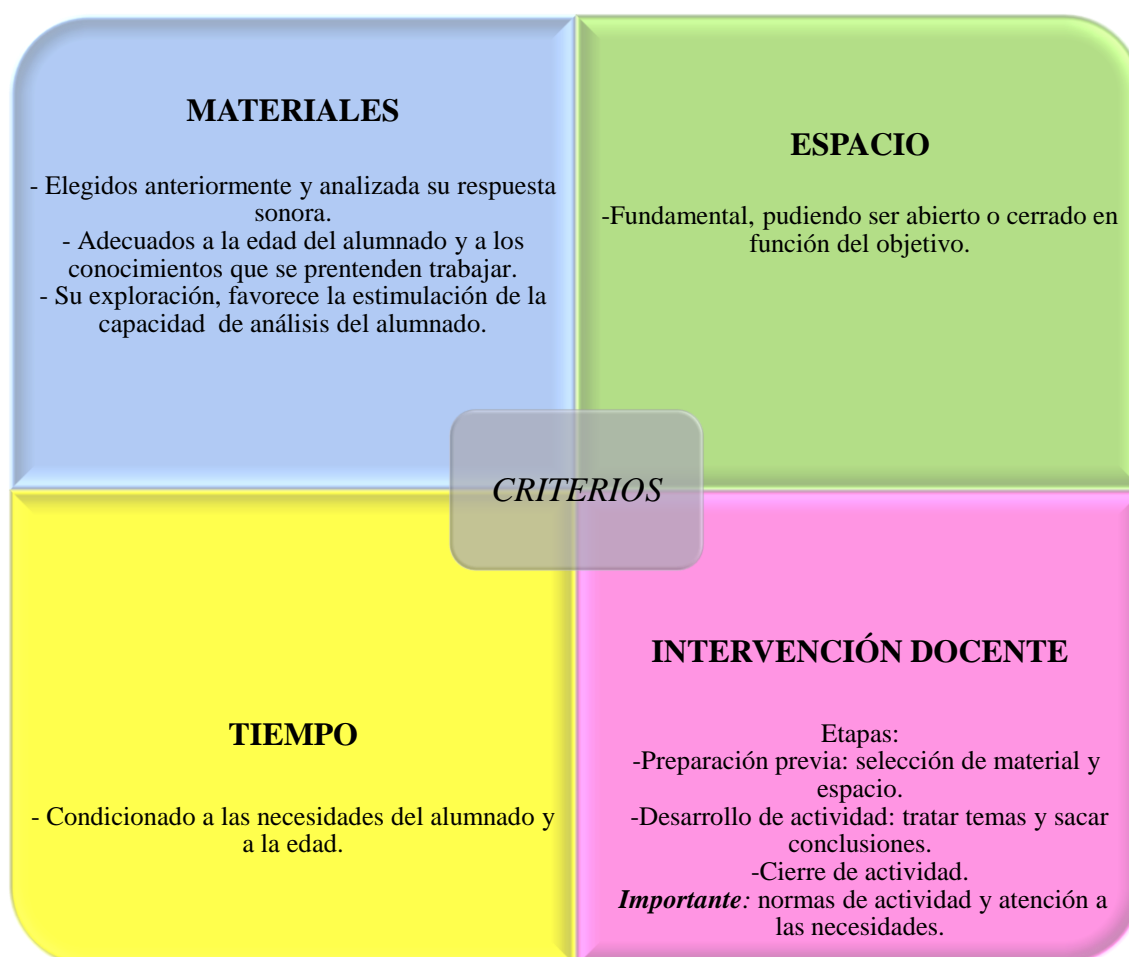 MATERIALES
- Elegidos anteriormente y analizada su respuesta
sonora.
- Adecuados a la edad del alumnado y a los
conocimientos que se prentenden trabajar.
- Su exploración, favorece la estimulación de la
capacidad de análisis del alumnado.
ESPACIO
-Fundamental, pudiendo ser abierto o cerrado en
función del objetivo.
CRITERIOS
TIEMPO
- Condicionado a las necesidades del alumnado y
a la edad.
INTERVENCIÓN DOCENTE
Etapas:
-Preparación previa: selección de material y
espacio.
-Desarrollo de actividad: tratar temas y sacar
conclusiones.
-Cierre de actividad.
Importante: normas de actividad y atención a
las necesidades.